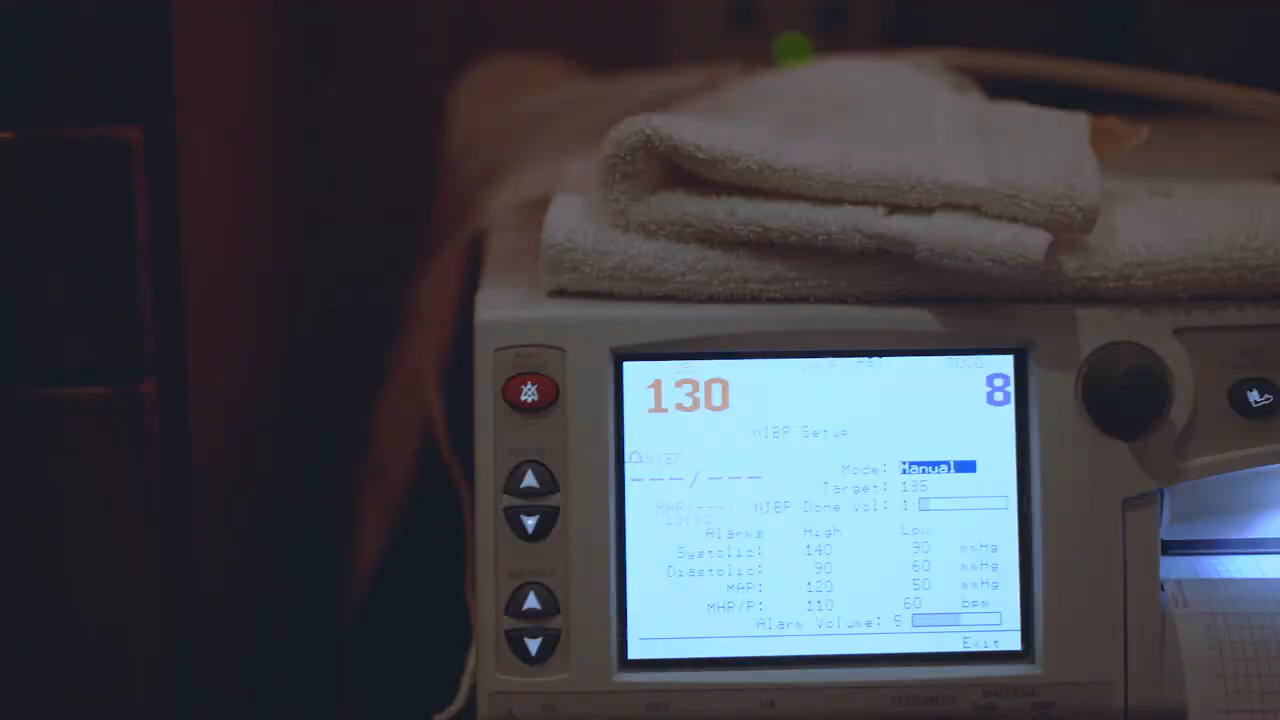 130 8
NIBP Setup
NIBP
Mode: Manual
---/---
Target: 135
NIBP Done Vol: 1
Alarms High Low
Systolic: 140 90 mmHg
Diastolic: 90 60 mmHg
MAP: 120 50 mmHg
MHR/P: 110 60 bpm
Alarm Volume: 5
Exit